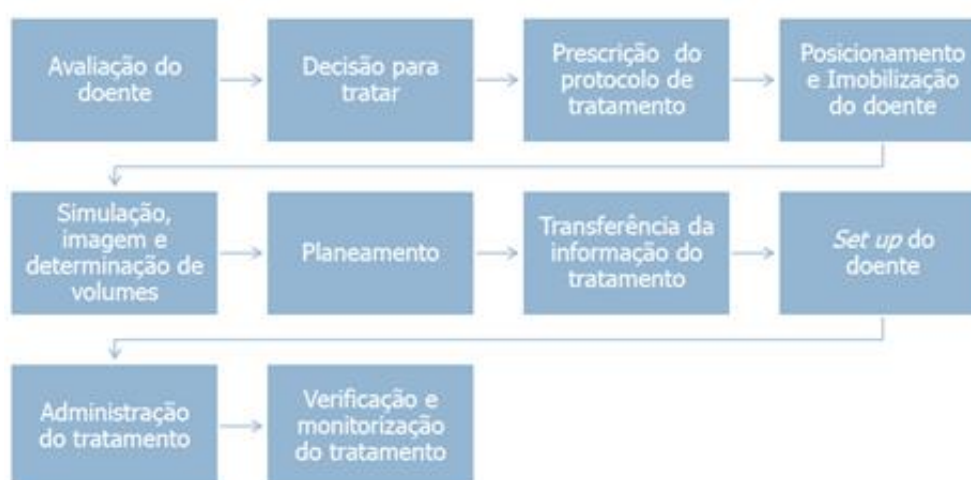 Avaliação do
doente
Decisão para
tratar
Prescrição do
protocolo de
tratamento
Posicionamento
e Imobilização
do doente
Simulação,
imagem e
determinação de
volumes
Planeamento
Transferência da
informação do
tratamento
Set up do
doente
Administração
do tratamento
Verificação e
monitorização
do tratamento